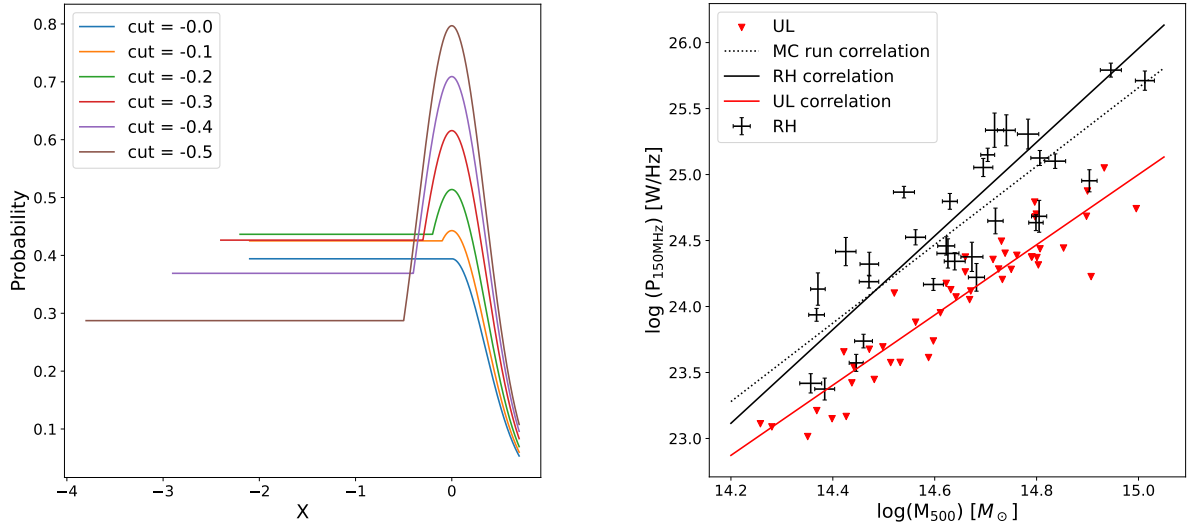 0.8
0.7
0.6
0.5
0.4
0.3
0.2
0.1
Probability
−4
−3
−2
−1
0
X
cut = -0.0
cut = -0.1
cut = -0.2
cut = -0.3
cut = -0.4
cut = -0.5
26.0
25.5
25.0
24.5
24.0
23.5
23.0
log (P150MHz) [W/Hz]
14.2
14.4
14.6
14.8
15.0
log(M500) [M⊙]
UL
MC run correlation
RH correlation
UL correlation
RH